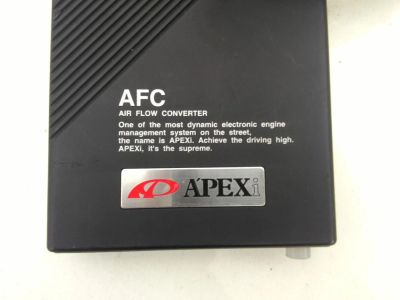 AFC
AIR FLOW CONVERTER
One of the most dynamic electronic engine
management system on the street,
the name is APEXi. Achieve the driving high.
APEXi, it's the supreme.
A'PEXi